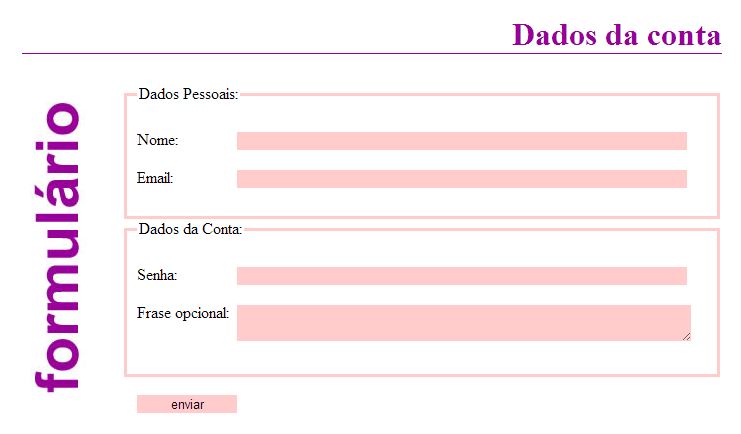 Dados da conta
formulário
Dados Pessoais:
Nome:
Email:
Dados da Conta:
Senha:
Frase opcional:
enviar